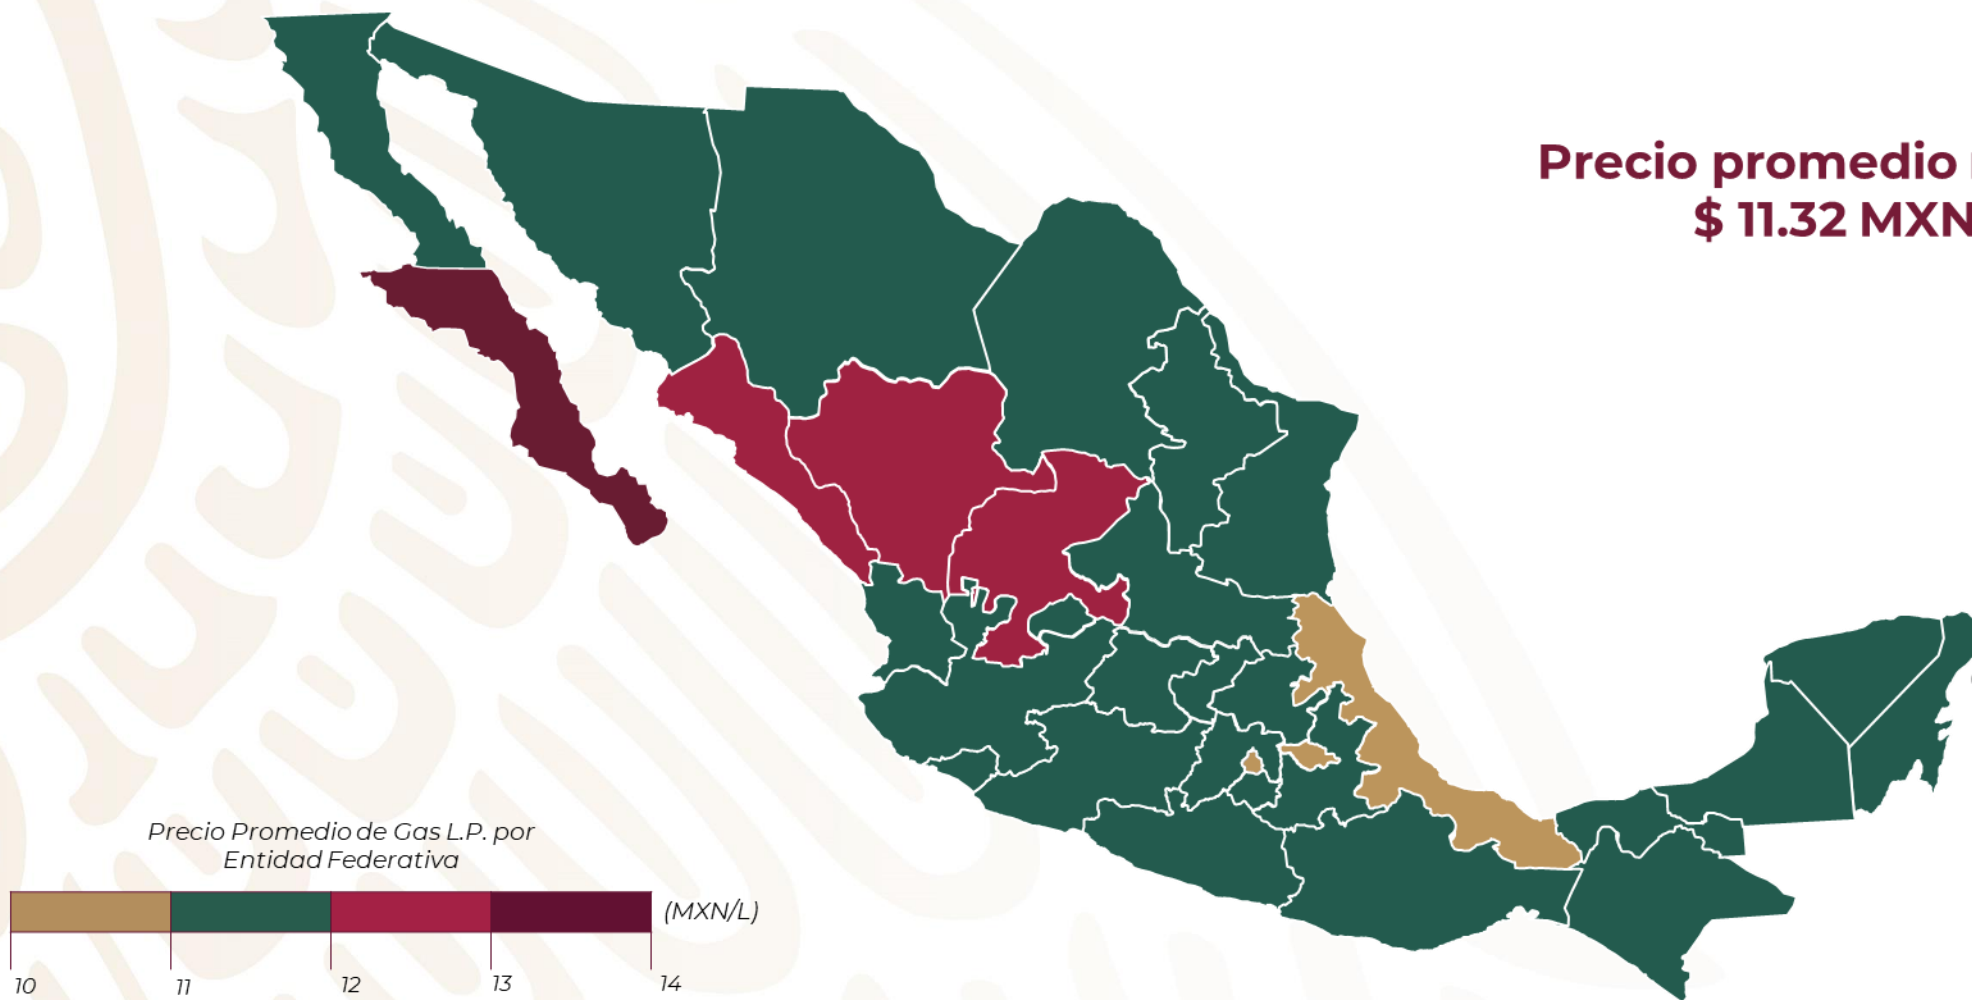 Precio promedio
$ 11.32 MXN
Precio Promedio de Gas L.P. por
Entidad Federativa
(MXN/L)
10 11 12 13 14